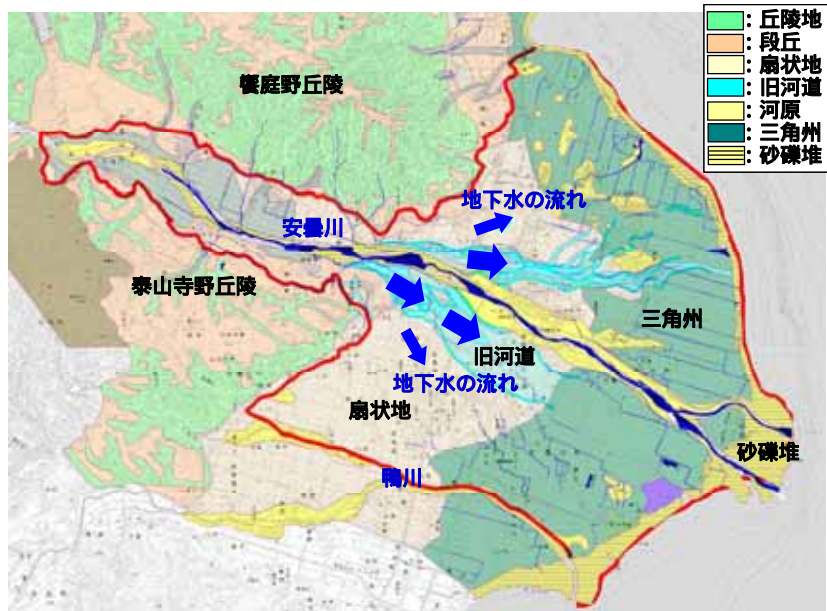 ：丘陵地
：段丘
：扇状地
：旧河道
：河原
：三角州
：砂礫堆
饗庭野丘陵
地下水の流れ
安曇川
泰山寺野丘陵
三角州
旧河道
地下水の流れ
扇状地
砂礫堆
鴨川